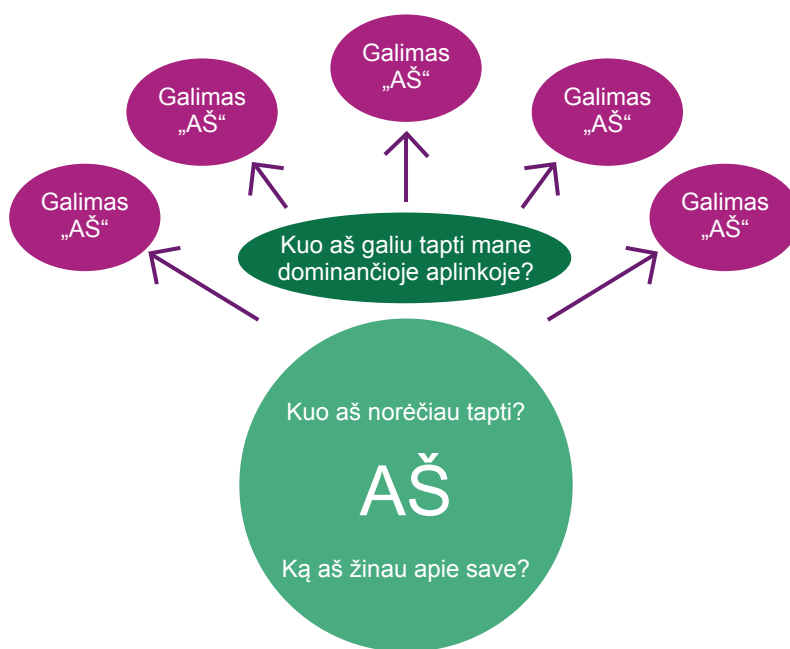 Galimas
„AŠ“
Galimas
„AŠ“
Galimas
„AŠ“
Galimas
„AŠ“
Galimas
„AŠ“
Kuo aš galiu tapti mane
dominančioje aplinkoje?
Kuo aš norėčiau tapti?
AŠ
Ką aš žinau apie save?